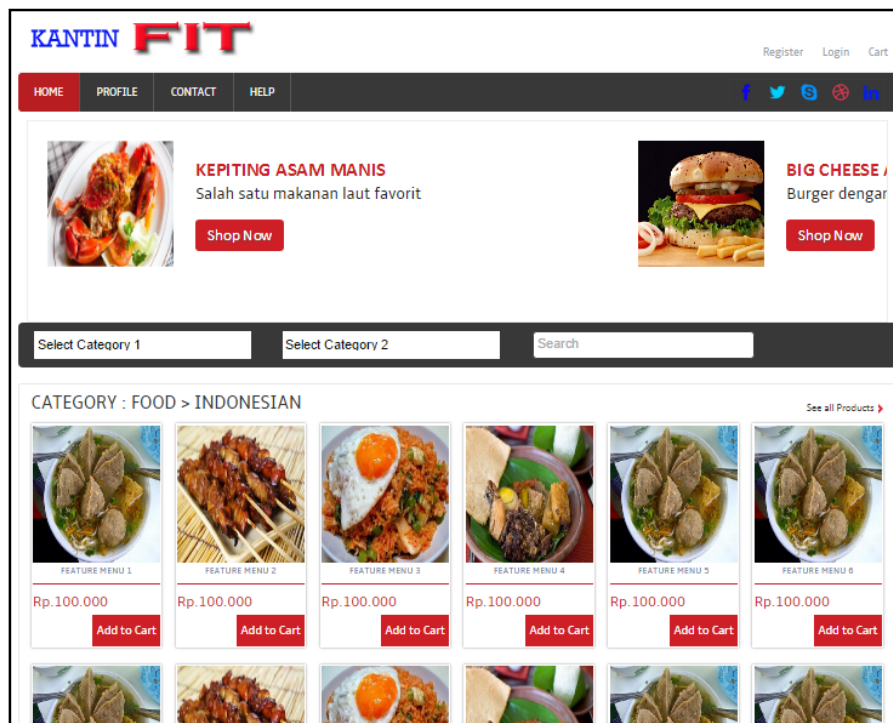 KANTIN FIT
Register Login Cart
HOME PROFILE CONTACT HELP
KEPITING ASAM MANIS
Salah satu makanan laut favorit
Shop Now
BIG CHEESE
Burger dengar
Shop Now
Select Category 1 Select Category 2 Search
CATEGORY : FOOD > INDONESIAN
See all Products
FEATURE MENU 1 FEATURE MENU 2 FEATURE MENU 3 FEATURE MENU 4 FEATURE MENU 5 FEATURE MENU 6
Rp.100.000 Rp.100.000 Rp.100.000 Rp.100.000 Rp.100.000 Rp.100.000
Add to Cart Add to Cart Add to Cart Add to Cart Add to Cart Add to Cart